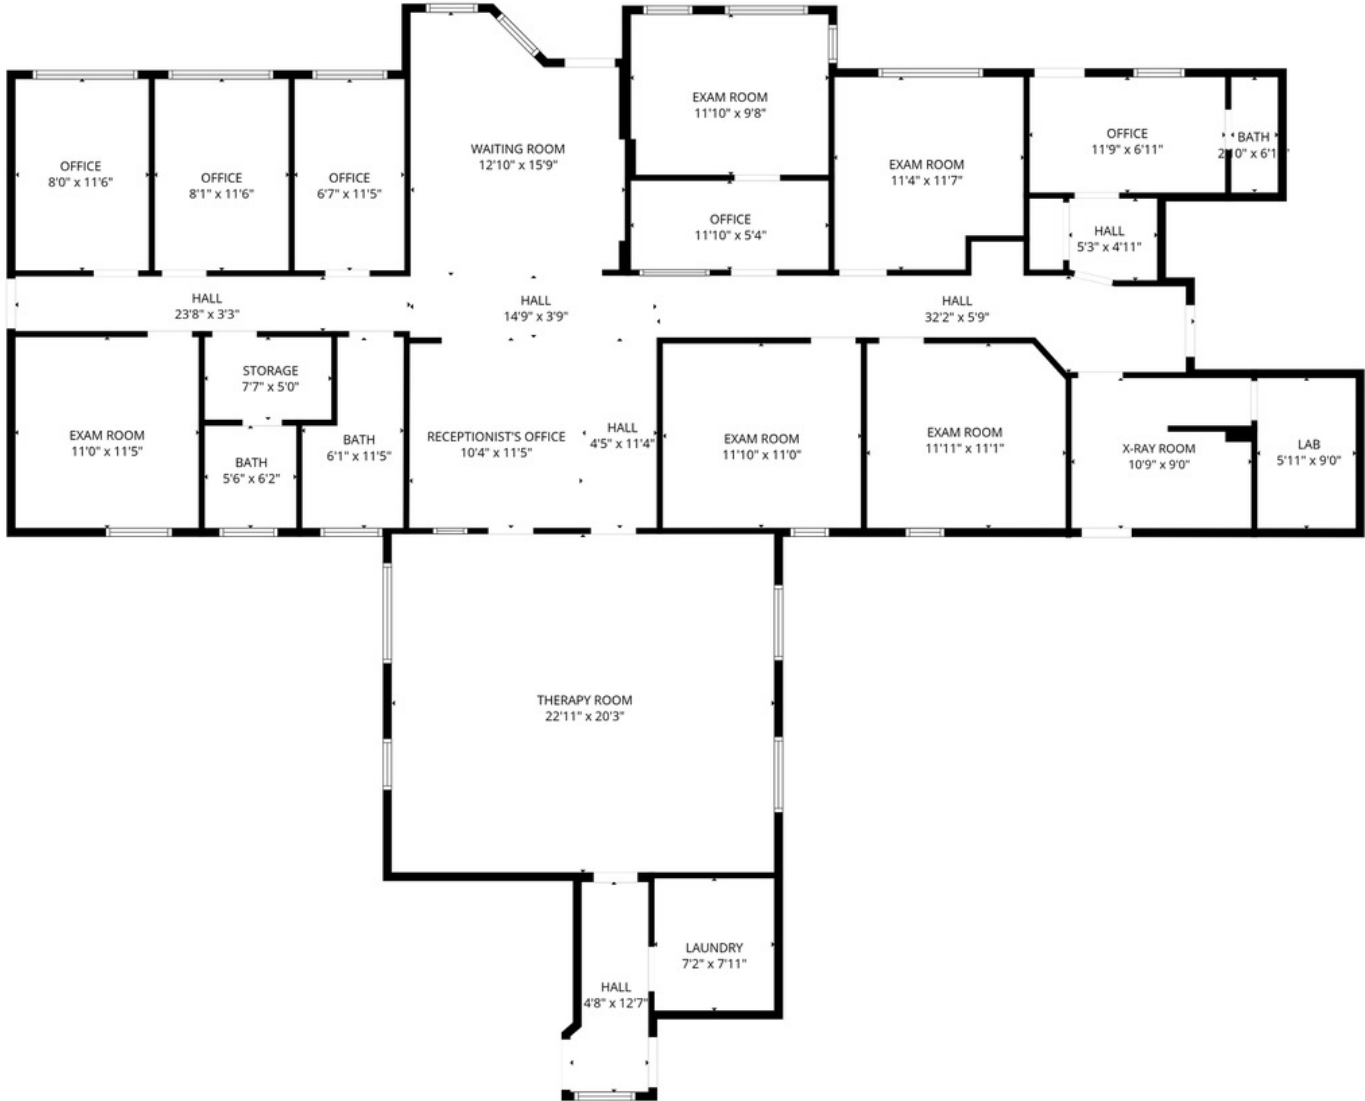 EXAM ROOM
11'10" x 9'8"
WAITING ROOM
12'10" x 15'9"
OFFICE
11'9" x 6'11"
BATH
OFFICE
8'0" x 11'6"
OFFICE
8'1" x 11'6"
OFFICE
6'7" x 11'5"
EXAM ROOM
11'4" x 11'7"
OFFICE
11'10" x 5'4"
HALL
5'3" x 4'11"
HALL
23'8" x 3'3"
HALL
14'9" x 3'9"
HALL
32'2" x 5'9"
STORAGE
7'7" x 5'0"
EXAM ROOM
11'0" x 11'5"
BATH
5'6" x 6'2"
BATH
6'1" x 11'5"
RECEPTIONIST'S OFFICE
10'4" x 11'5"
HALL
4'5" x 11'4"
EXAM ROOM
11'10" x 11'0"
EXAM ROOM
11'11" x 11'1"
X-RAY ROOM
10'9" x 9'0"
LAB
5'11" x 9'0"
THERAPY ROOM
22'11" x 20'3"
LAUNDRY
7'2" x 7'11"
HALL
4'8" x 12'7"